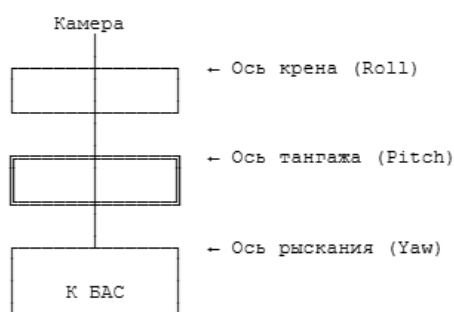 Камера
← Ось крена (Roll)
← Ось тангажа (Pitch)
← Ось рыскания (Yaw)
К БАС